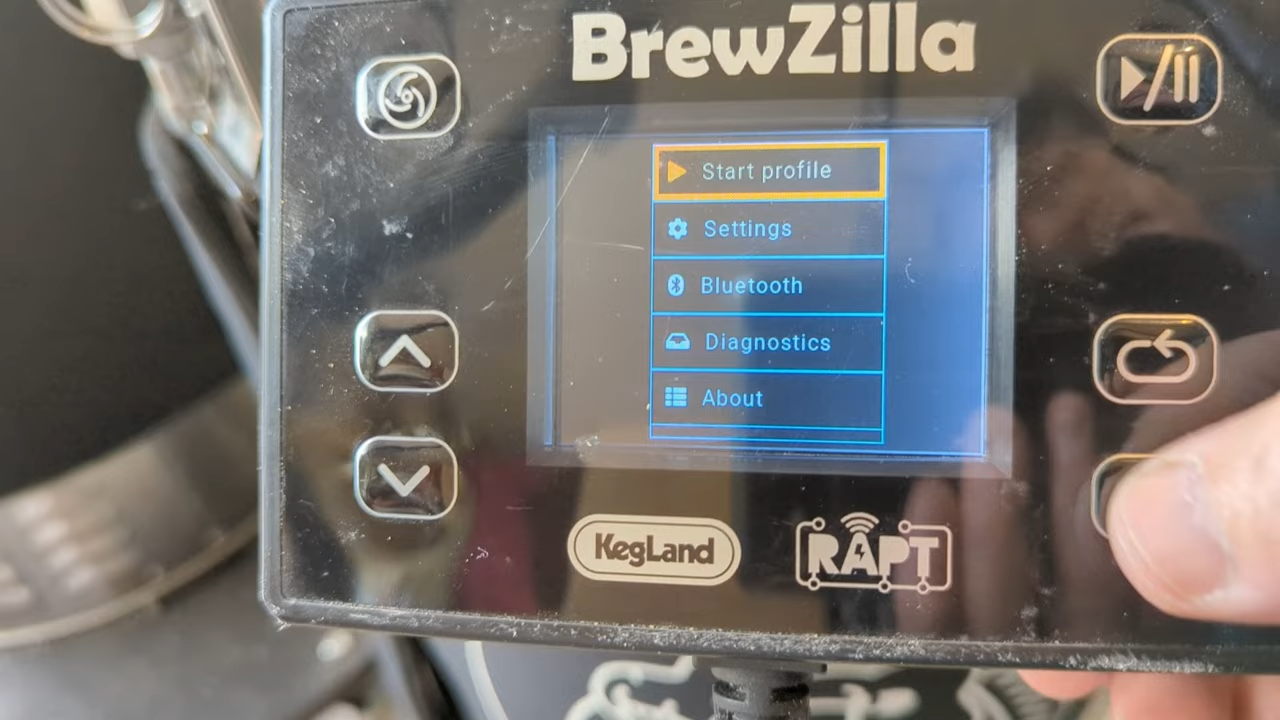 BrewZilla
Start profile
Settings
Bluetooth
Diagnostics
About
KegLand
RAPT